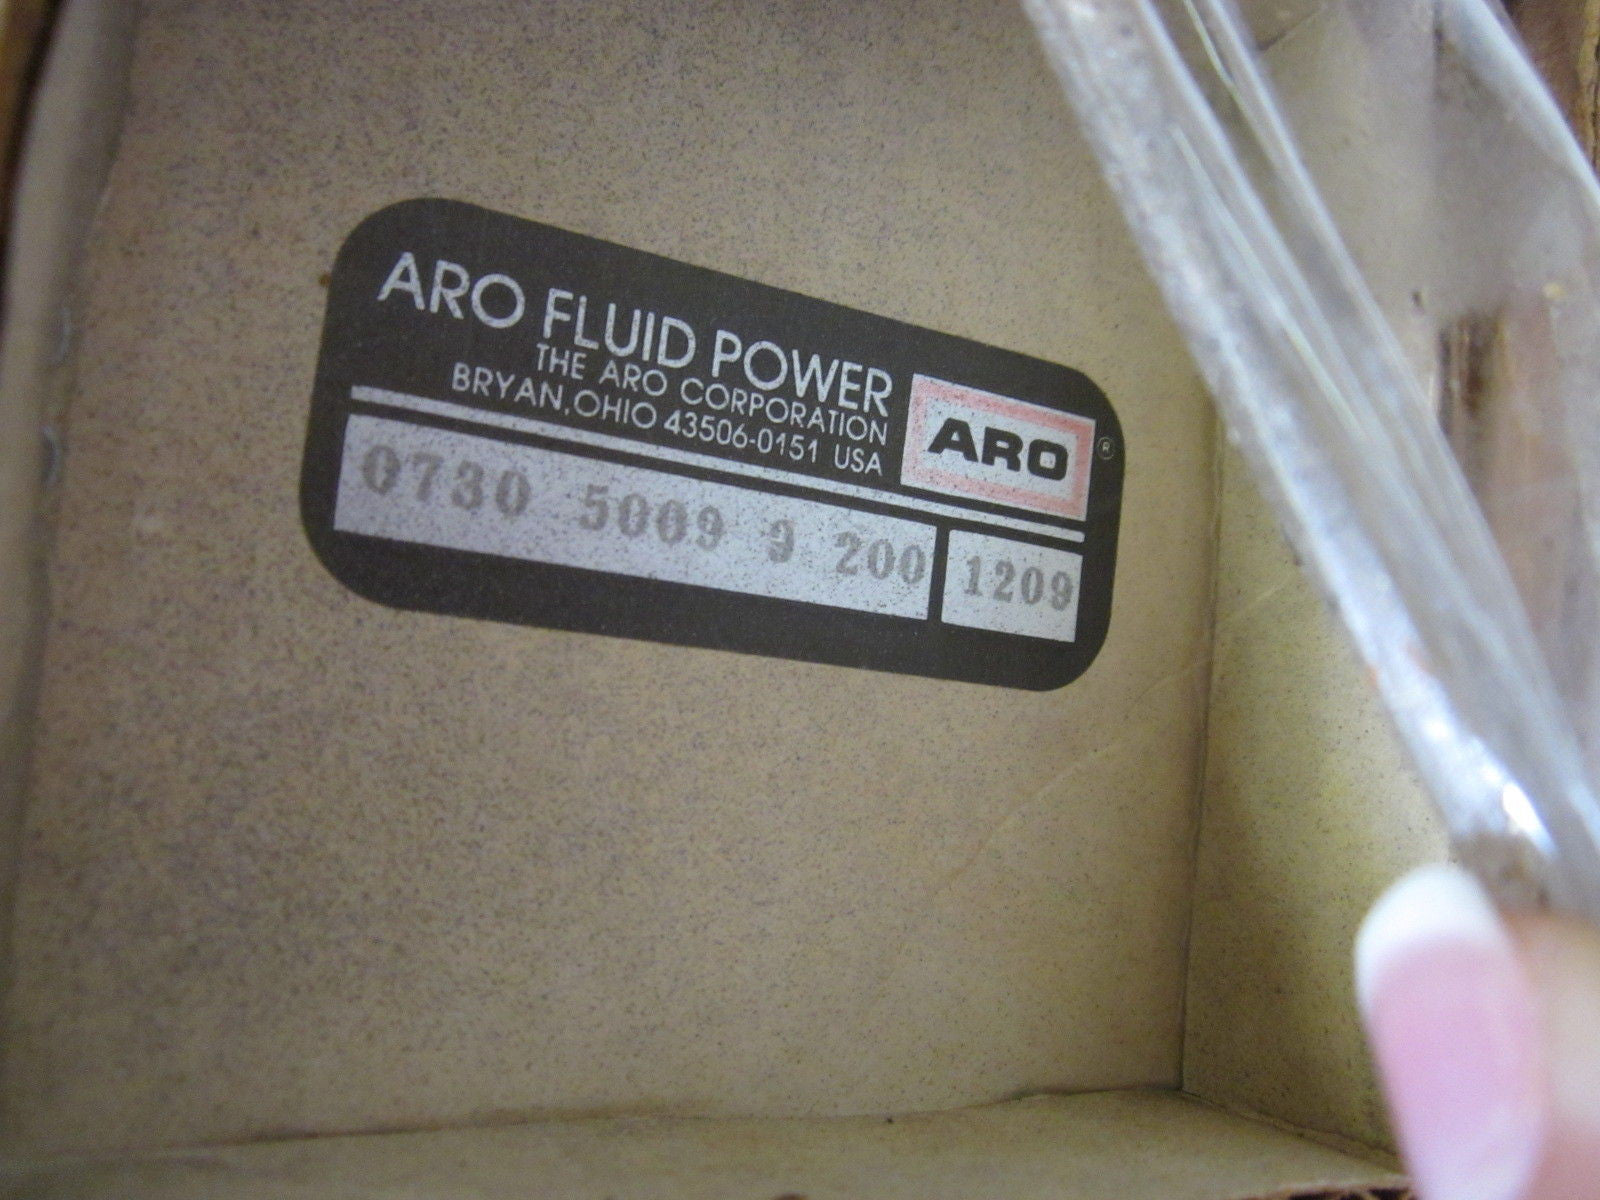 ARO FLUID POWER
THE ARO CORPORATION
BRYAN, OHIO 43506-0151 USA
ARO ®
0730 5009 9 200 1209